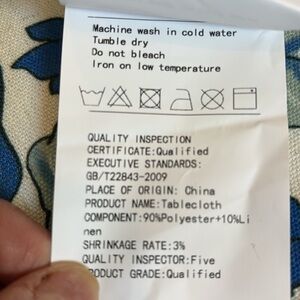 Machine wash in cold water
Tumble dry
Do not bleach
Iron on low temperature
QUALITY INSPECTION
CERTIFICATE:Qualified
EXECUTIVE STANDARDS:
GB/T22843-2009
PLACE OF ORIGIN: China
PRODUCT NAME:Tablecloth
COMPONENT:90%Polyester+10%Li
nen
SHRINKAGE RATE:3%
QUALITY INSPECTOR:Five
ODUCT GRADE:Qualified